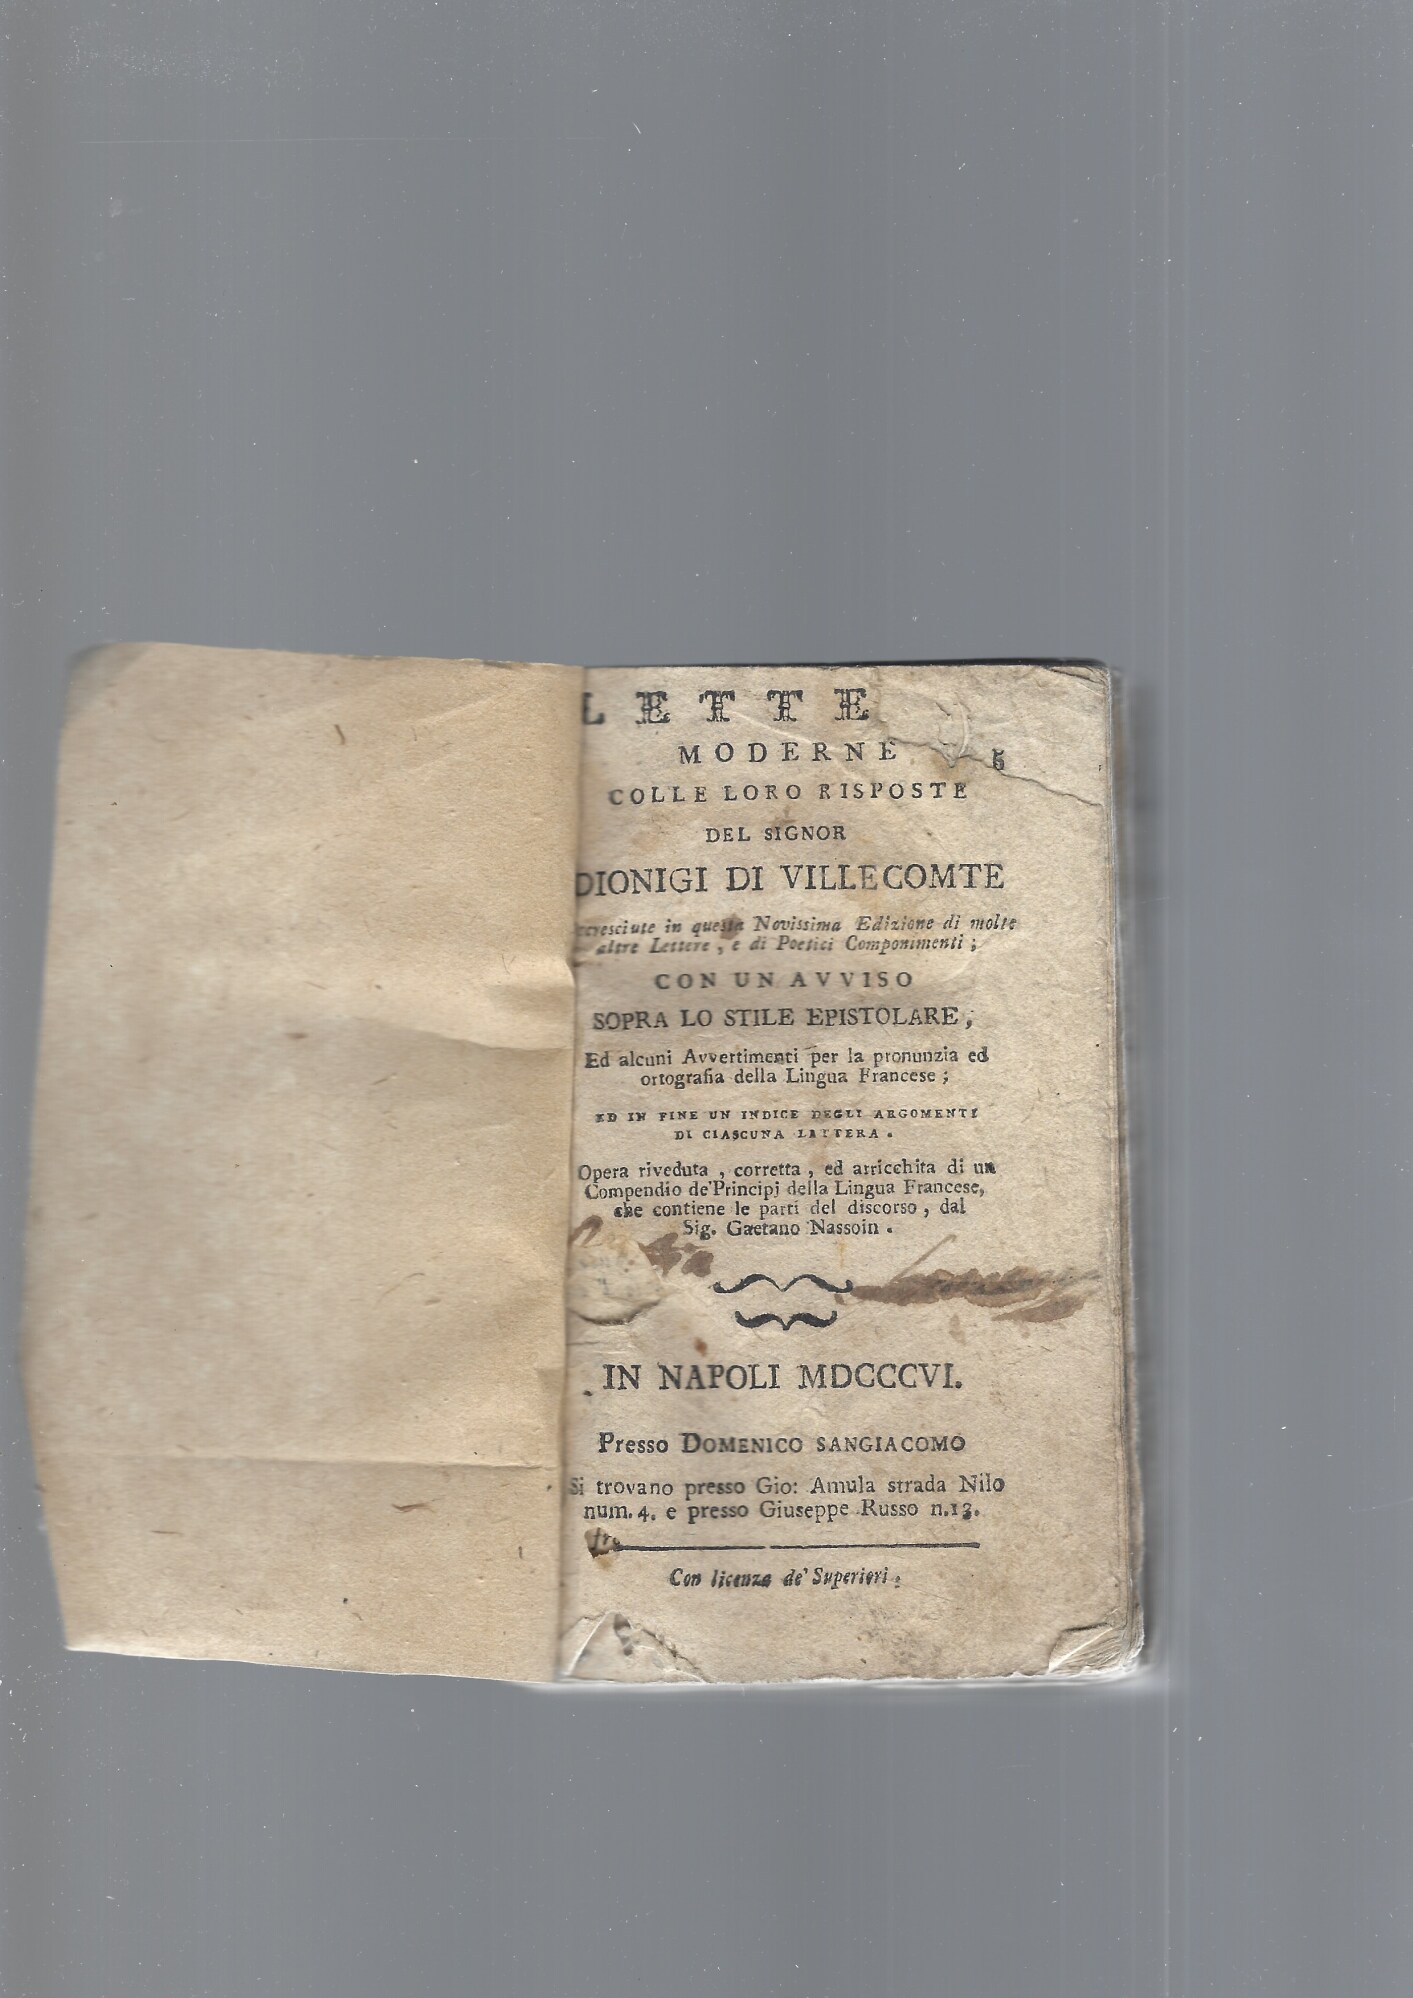 LETTE
MODERNE
COLLE LORO RISPOSTE
DEL SIGNOR
DIONIGI DI VILLECOMTE
ccresciute in questa Novissima Edizione di molte
altre Lettere, e di Poetici Componimenti;
CON UN AVVISO
SOPRA LO STILE EPISTOLARE,
Ed alcuni Avvertimenti per la pronunzia ed
ortografia della Lingua Francese;
ED IN FINE UN INDICE DEGLI ARGOMENTI
DI CIASCUNA LETTERA.
Opera riveduta, corretta, ed arricchita di un
Compendio de'Principj della Lingua Francese,
che contiene le parti del discorso, dal
Sig. Gaetano Nassoin.
IN NAPOLI MDCCCVI.
Presso DOMENICO SANGIACOMO
Si trovano presso Gio: Amula strada Nilo
num. 4. e presso Giuseppe Russo n.13.
Con licenza de' Superiori.